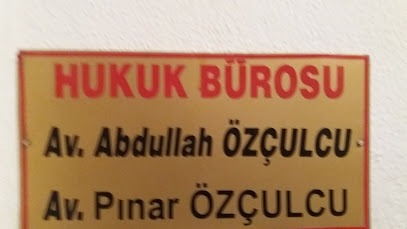 HUKUK BÜROSU
Av. Abdullah ÖZÇULCU
Av. Pınar ÖZÇULCU